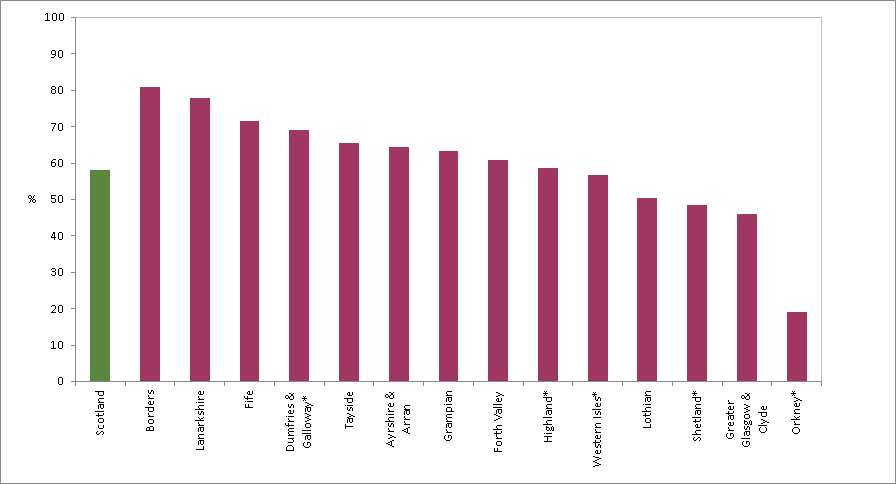 100
90
80
70
60
50
40
30
20
10
0
%
Scotland
Borders
Lanarkshire
Fife
Dumfries &
Galloway*
Tayside
Ayrshire &
Arran
Grampian
Forth Valley
Highland*
Western Isles*
Lothian
Shetland*
Greater
Glasgow &
Clyde
Orkney*